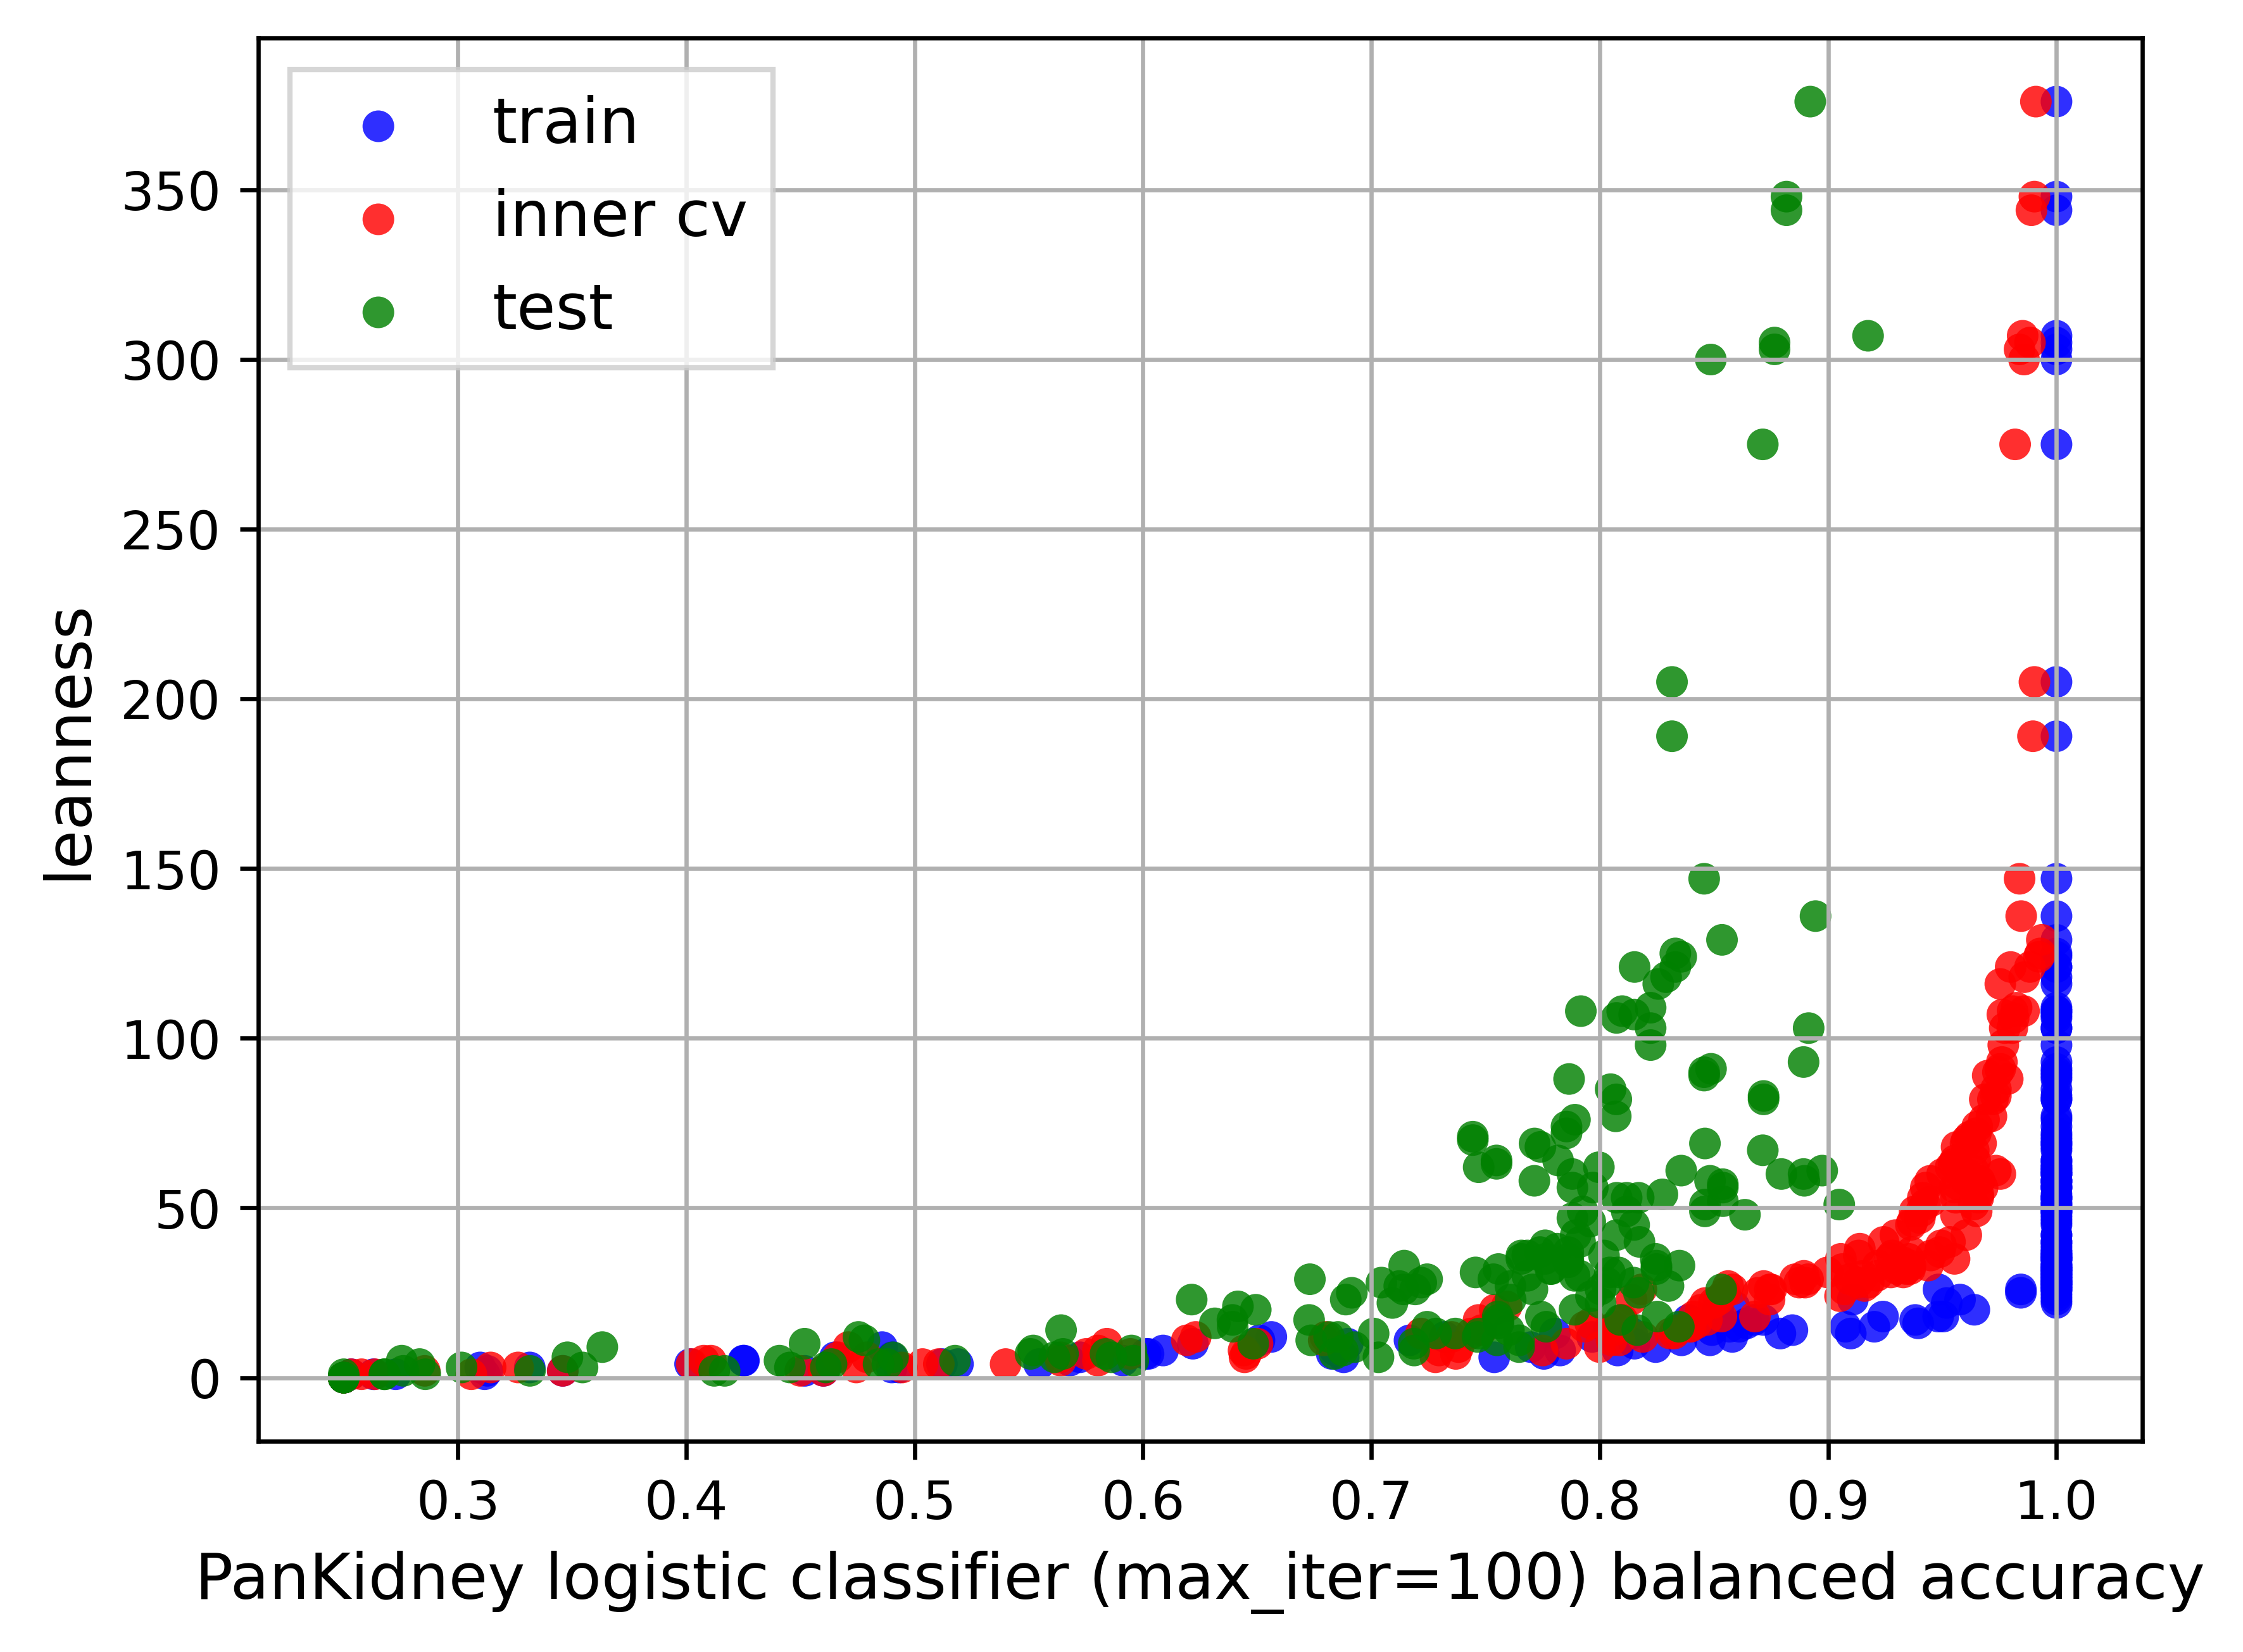 train
inner cv
test
leanness
350
300
250
200
150
100
50
0
0.3 0.4 0.5 0.6 0.7 0.8 0.9 1.0
PanKidney logistic classifier (max_iter=100) balanced accuracy